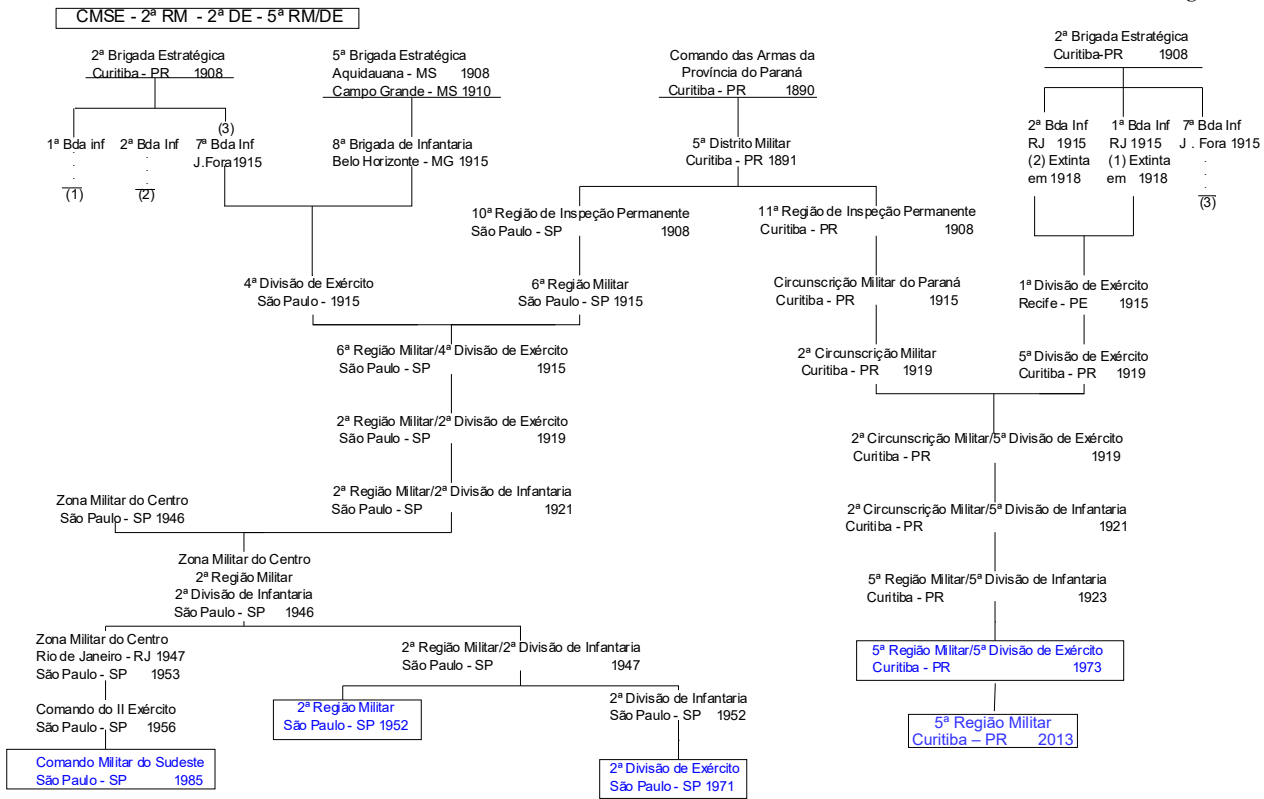 g
CMSE - 2ª RM - 2ª DE - 5ª RM/DE
2ª Brigada Estratégica
Curitiba - PR 1908
5ª Brigada Estratégica
Aquidauana - MS 1908
Campo Grande - MS 1910
Comando das Armas da
Província do Paraná
Curitiba - PR 1890
2ª Brigada Estratégica
Curitiba-PR 1908
1ª Bda inf
(1)
2ª Bda Inf
(2)
(3)
7ª Bda Inf
J.Fora1915
8ª Brigada de Infantaria
Belo Horizonte - MG 1915
5ª Distrito Militar
Curitiba - PR 1891
2ª Bda Inf
RJ 1915
(2) Extinta
em 1918
1ª Bda Inf
RJ 1915
(1) Extinta
em 1918
7ª Bda Inf
J . Fora 1915
(3)
10ª Região de Inspeção Permanente
São Paulo - SP 1908
11ª Região de Inspeção Permanente
Curitiba - PR 1908
4ª Divisão de Exército
São Paulo - 1915
6ª Região Militar
São Paulo - SP 1915
Circunscrição Militar do Paraná
Curitiba - PR 1915
1ª Divisão de Exército
Recife - PE 1915
6ª Região Militar/4ª Divisão de Exército
São Paulo - SP 1915
2ª Circunscrição Militar
Curitiba - PR 1919
5ª Divisão de Exército
Curitiba - PR 1919
2ª Região Militar/2ª Divisão de Exército
São Paulo - SP 1919
2ª Circunscrição Militar/5ª Divisão de Exército
Curitiba - PR 1919
Zona Militar do Centro
São Paulo - SP 1946
2ª Região Militar/2ª Divisão de Infantaria
São Paulo - SP 1921
2ª Circunscrição Militar/5ª Divisão de Infantaria
Curitiba - PR 1921
Zona Militar do Centro
2ª Região Militar
2ª Divisão de Infantaria
São Paulo - SP 1946
5ª Região Militar/5ª Divisão de Infantaria
Curitiba - PR 1923
Zona Militar do Centro
Rio de Janeiro - RJ 1947
São Paulo - SP 1953
2ª Região Militar/2ª Divisão de Infantaria
São Paulo - SP 1947
5ª Região Militar/5ª Divisão de Exército
Curitiba - PR 1973
Comando do II Exército
São Paulo - SP 1956
2ª Região Militar
São Paulo - SP 1952
2ª Divisão de Infantaria
São Paulo - SP 1952
5ª Região Militar
Curitiba – PR 2013
Comando Militar do Sudeste
São Paulo - SP 1985
2ª Divisão de Exército
São Paulo - SP 1971